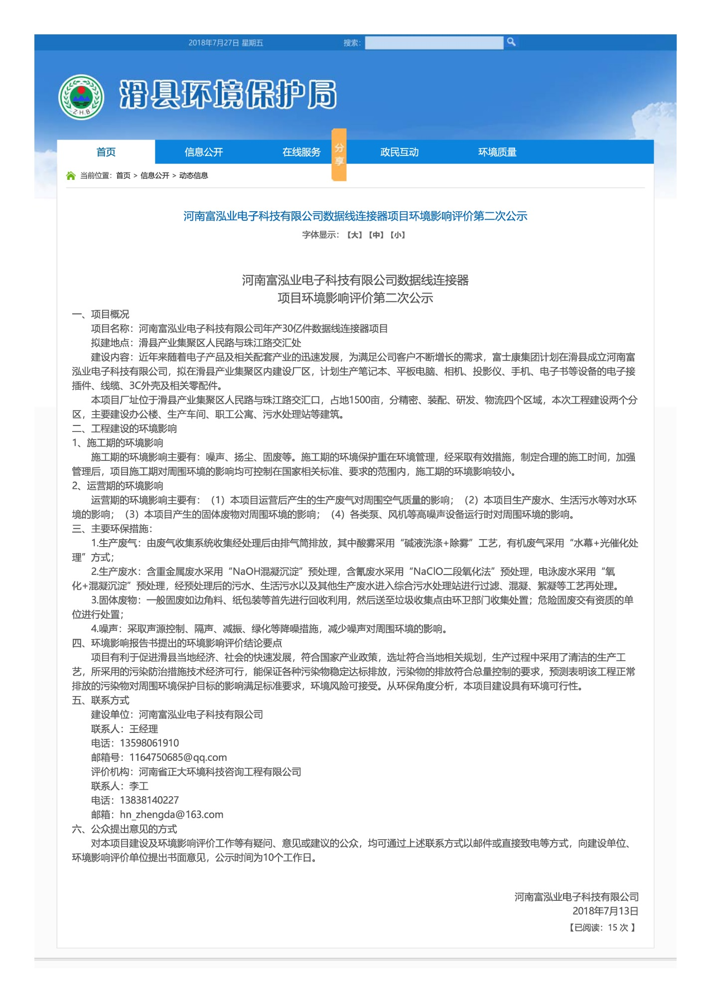 2018年7月27日 星期五
搜索：
Z·H·B
滑县环境保护局
首页
信息公开
在线服务
分享
政民互动
环境质量
当前位置：首页 > 信息公开 > 动态信息
河南富泓业电子科技有限公司数据线连接器项目环境影响评价第二次公示
字体显示：【大】【中】【小】
河南富泓业电子科技有限公司数据线连接器
项目环境影响评价第二次公示
一、项目概况
项目名称：河南富泓业电子科技有限公司年产30亿件数据线连接器项目
拟建地点：滑县产业集聚区人民路与珠江路交汇处
建设内容：近年来随着电子产品及相关配套产业的迅速发展，为满足公司客户不断增长的需求，富士康集团计划在滑县成立河南富
泓业电子科技有限公司，拟在滑县产业集聚区内建设厂区，计划生产笔记本、平板电脑、相机、投影仪、手机、电子书等设备的电子接
插件、线缆、3C外壳及相关零配件。
本项目厂址位于滑县产业集聚区人民路与珠江路交汇口，占地1500亩，分精密、装配、研发、物流四个区域，本次工程建设两个分
区，主要建设办公楼、生产车间、职工公寓、污水处理站等建筑。
二、工程建设的环境影响
1、施工期的环境影响
施工期的环境影响主要有：噪声、扬尘、固废等。施工期的环境保护重在环境管理，经采取有效措施，制定合理的施工时间，加强
管理后，项目施工期对周围环境的影响均可控制在国家相关标准、要求的范围内，施工期的环境影响较小。
2、运营期的环境影响
运营期的环境影响主要有：（1）本项目运营后产生的生产废气对周围空气质量的影响；（2）本项目生产废水、生活污水等对水环
境的影响；（3）本项目产生的固体废物对周围环境的影响；（4）各类泵、风机等高噪声设备运行时对周围环境的影响。
三、主要环保措施：
1.生产废气：由废气收集系统收集经处理后由排气筒排放，其中酸雾采用“碱液洗涤+除雾”工艺，有机废气采用“水幕+光催化处
理”方式；
2.生产废水：含重金属废水采用“NaOH混凝沉淀”预处理，含氰废水采用“NaClO二段氧化法”预处理，电泳废水采用“氧
化+混凝沉淀”预处理，经预处理后的污水、生活污水以及其他生产废水进入综合污水处理站进行过滤、混凝、絮凝等工艺再处理。
3.固体废物：一般固废如边角料、纸包装等首先进行回收利用，然后送至垃圾收集点由环卫部门收集处置；危险固废交有资质的单
位进行处置；
4.噪声：采取声源控制、隔声、减振、绿化等降噪措施，减少噪声对周围环境的影响。
四、环境影响报告书提出的环境影响评价结论要点
项目有利于促进滑县当地经济、社会的快速发展，符合国家产业政策，选址符合当地相关规划，生产过程中采用了清洁的生产工
艺，所采用的污染防治措施技术经济可行，能保证各种污染物稳定达标排放，污染物的排放符合总量控制的要求，预测表明该工程正常
排放的污染物对周围环境保护目标的影响满足标准要求，环境风险可接受。从环保角度分析，本项目建设具有环境可行性。
五、联系方式
建设单位：河南富泓业电子科技有限公司
联系人：王经理
电话：13598061910
邮箱号：1164750685@qq.com
评价机构：河南省正大环境科技咨询工程有限公司
联系人：李工
电话：13838140227
邮箱：hn_zhengda@163.com
六、公众提出意见的方式
对本项目建设及环境影响评价工作等有疑问、意见或建议的公众，均可通过上述联系方式以邮件或直接致电等方式，向建设单位、
环境影响评价单位提出书面意见，公示时间为10个工作日。
河南富泓业电子科技有限公司
2018年7月13日
【已阅读：15 次 】